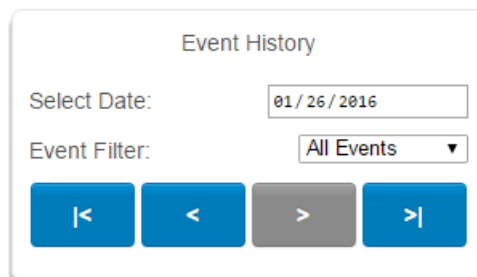 Event History
Select Date: 01/26/2016
Event Filter: All Events ▼
|< < > >|